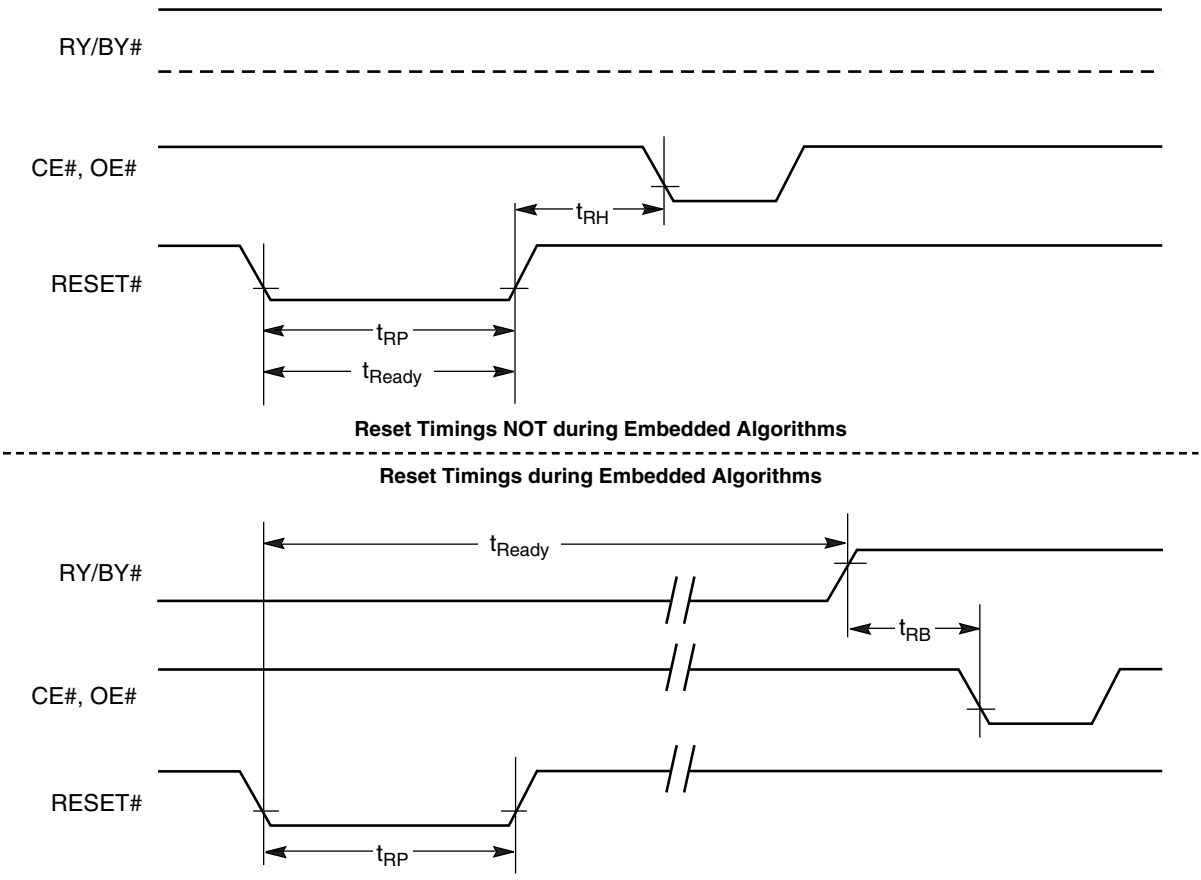 RY/BY#
CE#, OE#
tRH
RESET#
tRP
tReady
Reset Timings NOT during Embedded Algorithms
Reset Timings during Embedded Algorithms
tReady
RY/BY#
tRB
CE#, OE#
RESET#
tRP